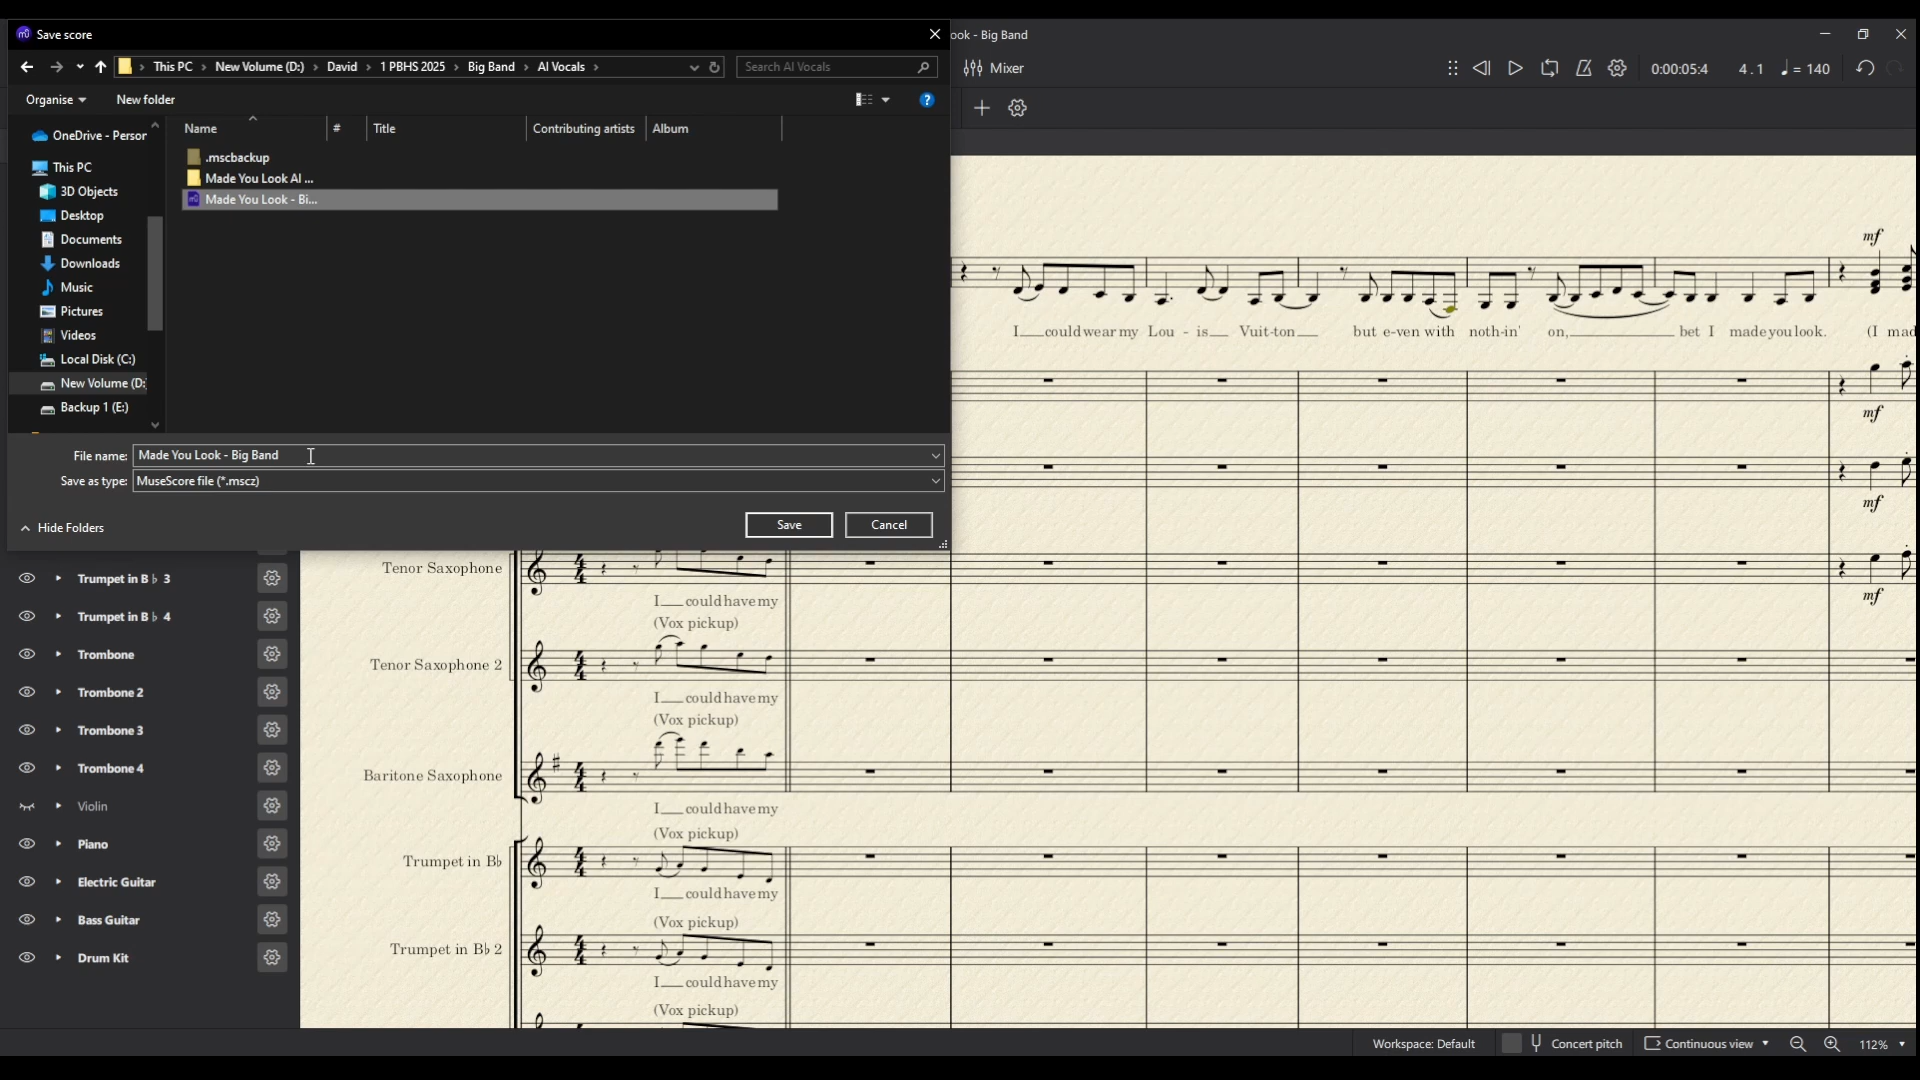 Save score
ook - Big Band
This PC › New Volume (D:) › David › 1 PBHS 2025 › Big Band › AI Vocals ›
Search AI Vocals
Mixer
0:00:05:4
4 . 1
= 140
Organise
New folder
Name
#
Title
Contributing artists
Album
OneDrive - Person
This PC
3D Objects
Desktop
Documents
Downloads
Music
Pictures
Videos
Local Disk (C:)
New Volume (D:
Backup 1 (E:)
.mscbackup
Made You Look AI ...
Made You Look - Bi...
File name: Made You Look - Big Band
Save as type: MuseScore file (*.mscz)
Hide Folders
Save
Cancel
mf
I could wear my Lou - is Vuit-ton but e-ven with noth-in' on, bet I made you look. (I mad
mf
mf
mf
Trumpet in B♭ 3
Trumpet in B♭ 4
Trombone
Trombone 2
Trombone 3
Trombone 4
Violin
Piano
Electric Guitar
Bass Guitar
Drum Kit
Tenor Saxophone
I could have my
(Vox pickup)
Tenor Saxophone 2
I could have my
(Vox pickup)
Baritone Saxophone
I could have my
(Vox pickup)
Trumpet in B♭
I could have my
(Vox pickup)
Trumpet in B♭ 2
I could have my
(Vox pickup)
Workspace: Default
Concert pitch
Continuous view
112%